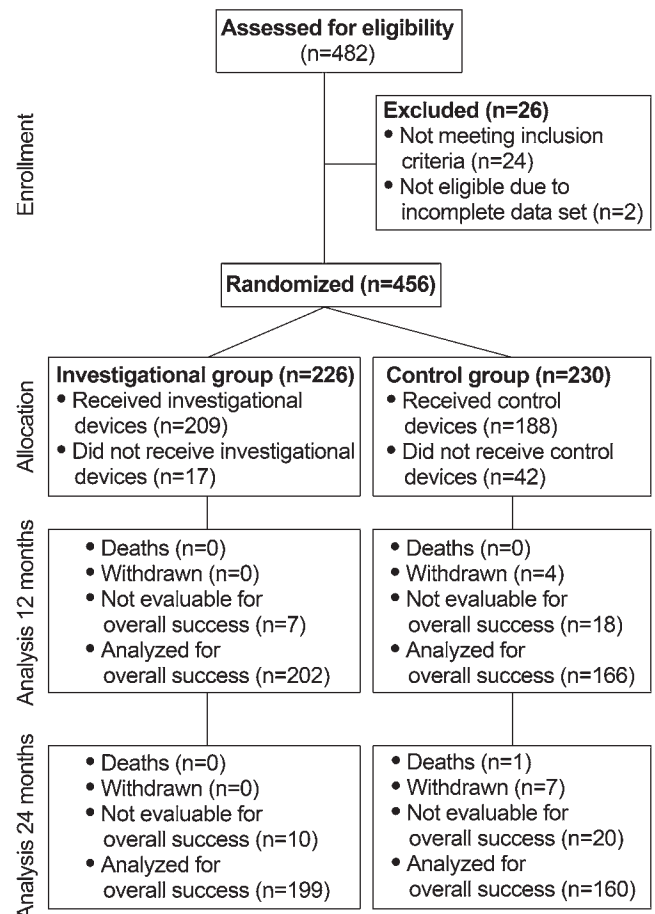 Assessed for eligibility
(n=482)
Enrollment
Excluded (n=26)
• Not meeting inclusion
criteria (n=24)
• Not eligible due to
incomplete data set (n=2)
Randomized (n=456)
Allocation
Investigational group (n=226)
• Received investigational
devices (n=209)
• Did not receive investigational
devices (n=17)
Control group (n=230)
• Received control
devices (n=188)
• Did not receive control
devices (n=42)
Analysis 12 months
• Deaths (n=0)
• Withdrawn (n=0)
• Not evaluable for
overall success (n=7)
• Analyzed for
overall success (n=202)
• Deaths (n=0)
• Withdrawn (n=4)
• Not evaluable for
overall success (n=18)
• Analyzed for
overall success (n=166)
Analysis 24 months
• Deaths (n=0)
• Withdrawn (n=0)
• Not evaluable for
overall success (n=10)
• Analyzed for
overall success (n=199)
• Deaths (n=1)
• Withdrawn (n=7)
• Not evaluable for
overall success (n=20)
• Analyzed for
overall success (n=160)